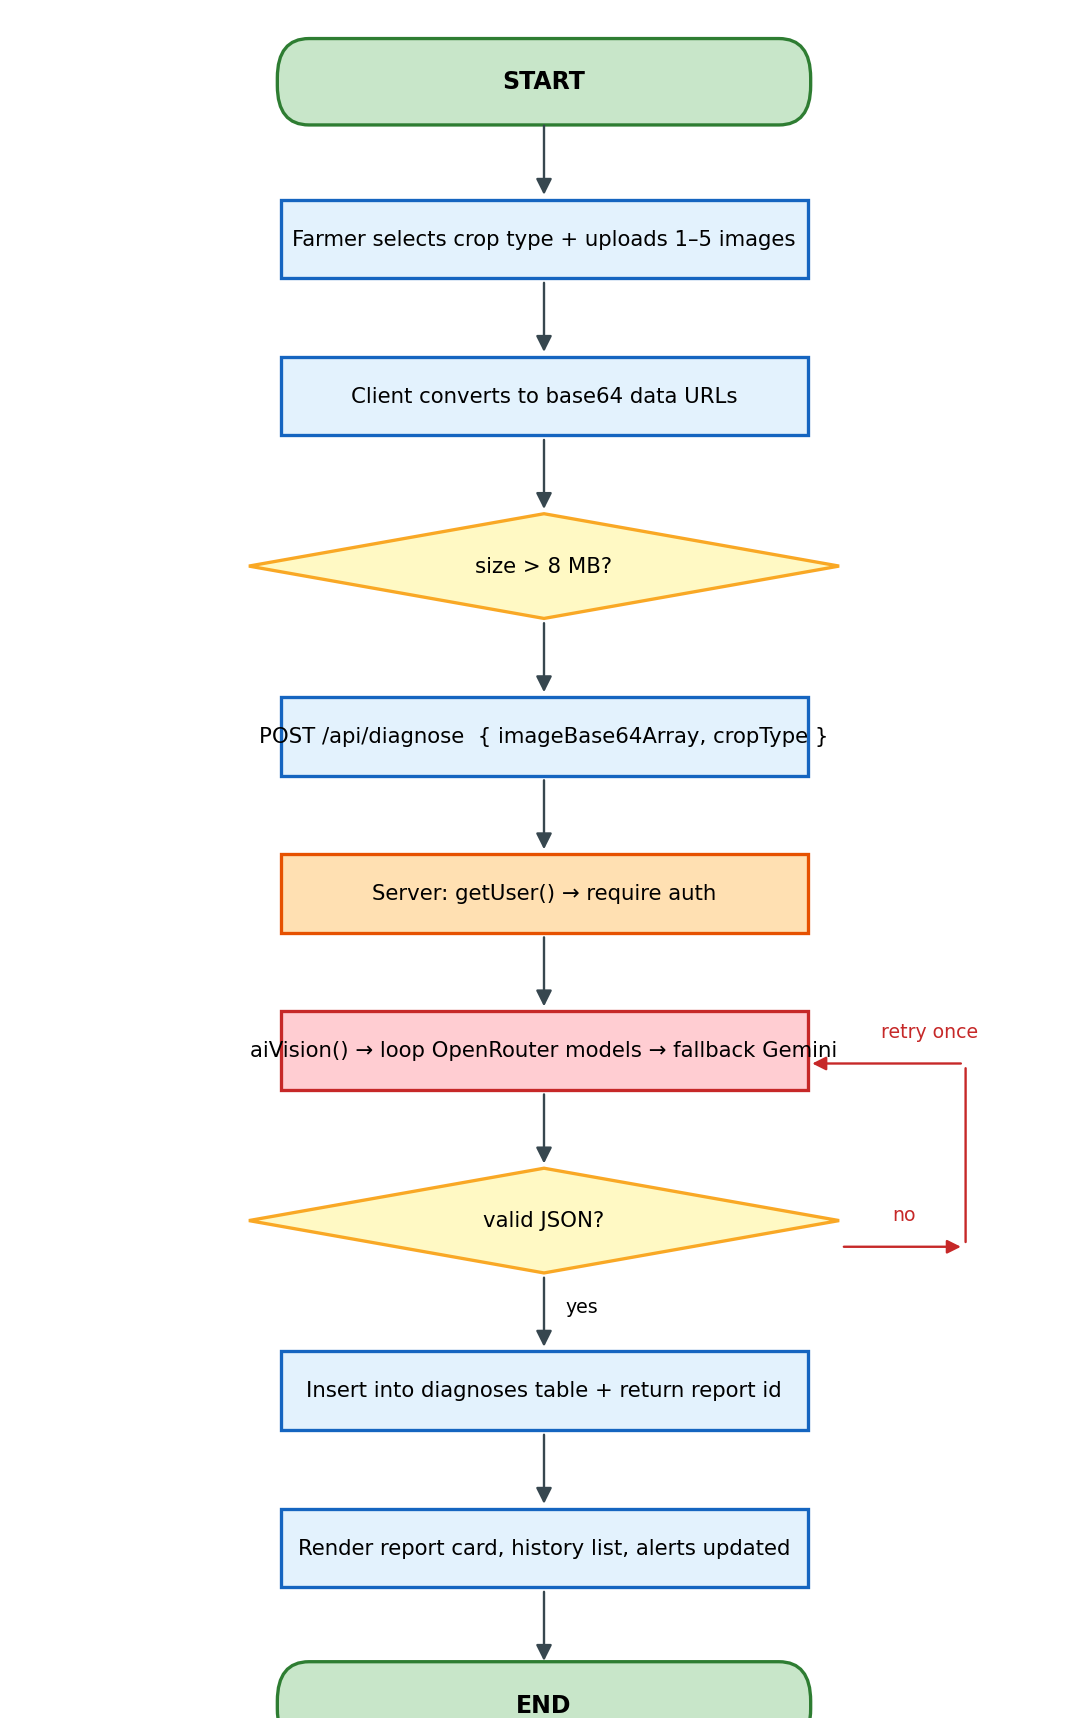 START
Farmer selects crop type + uploads 1–5 images
Client converts to base64 data URLs
size > 8 MB?
POST /api/diagnose  { imageBase64Array, cropType }
Server: getUser() → require auth
retry once
aiVision() → loop OpenRouter models → fallback Gemini
valid JSON?
no
yes
Insert into diagnoses table + return report id
Render report card, history list, alerts updated
END